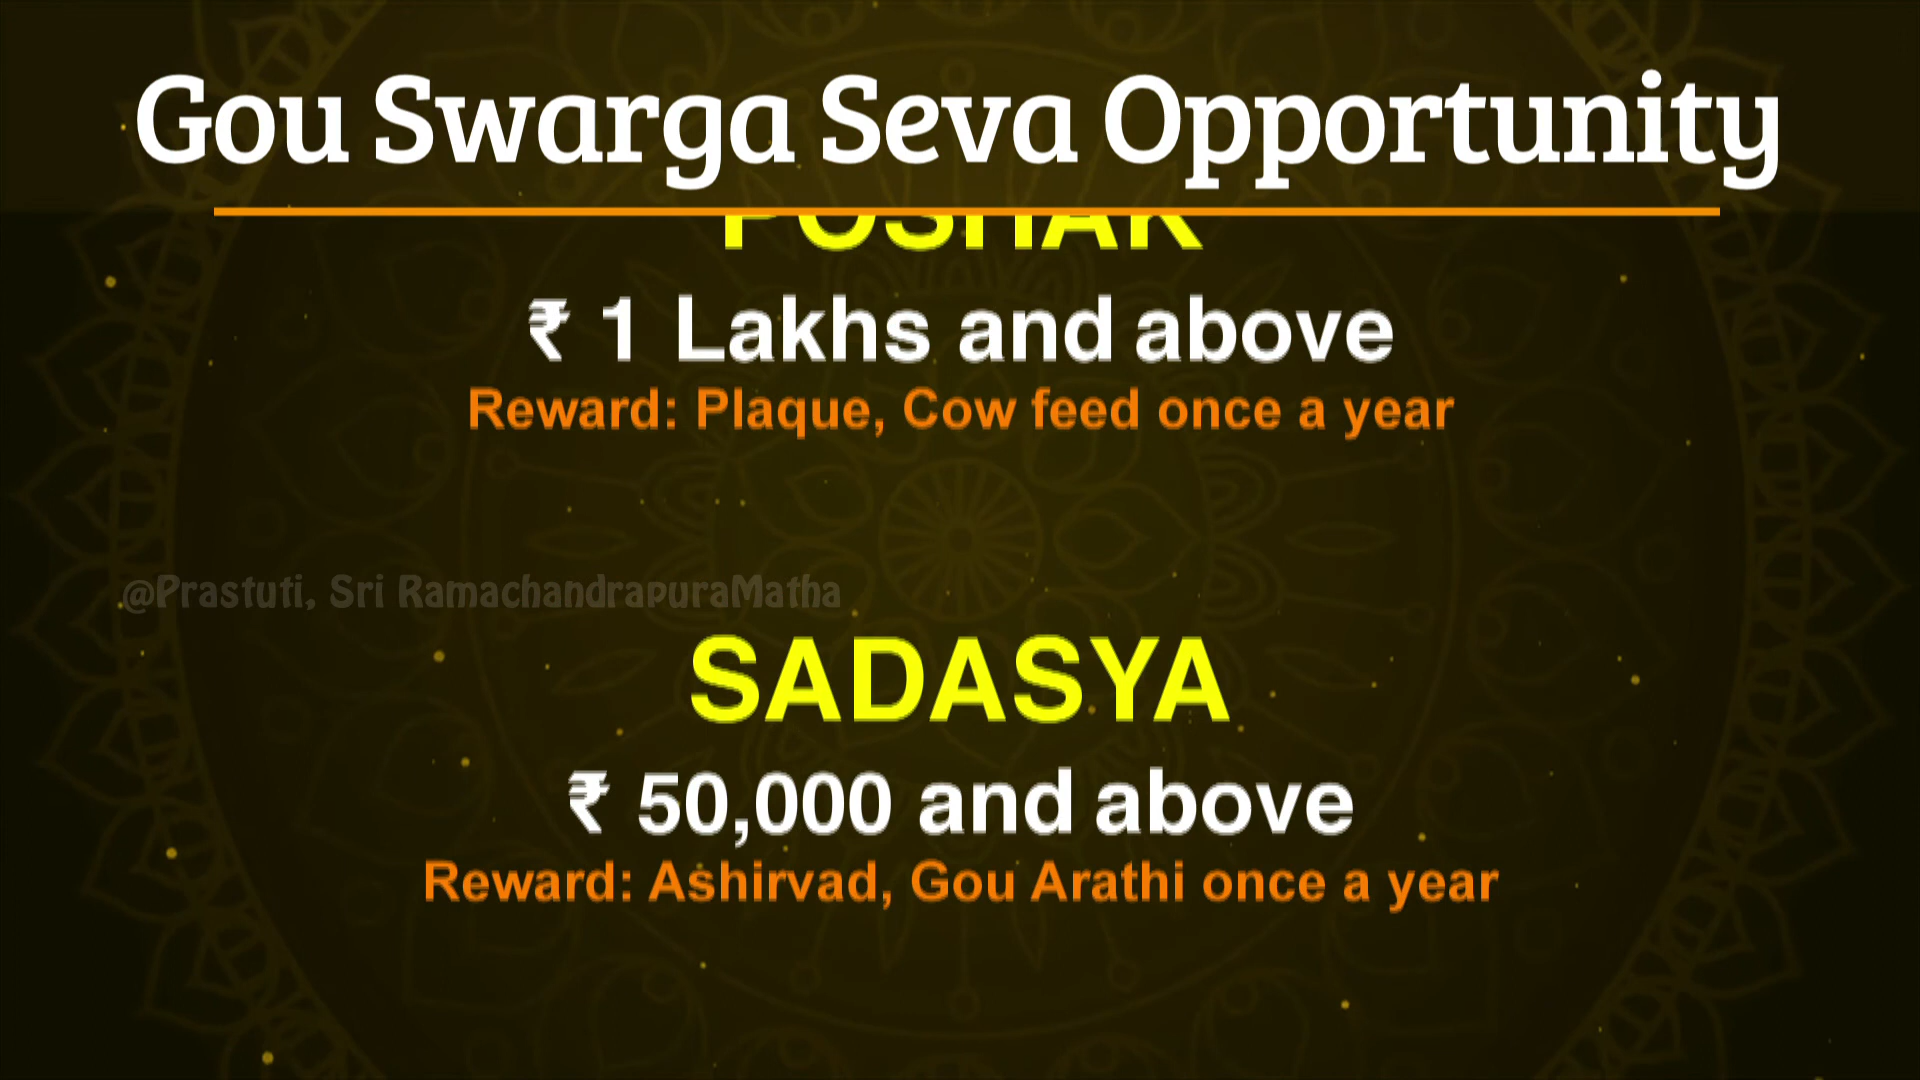 Gou Swarga Seva Opportunity
POSHAK
₹ 1 Lakhs and above
Reward: Plaque, Cow feed once a year
@Prastuti, Sri RamachandrapuraMatha
SADASYA
₹ 50,000 and above
Reward: Ashirvad, Gou Arathi once a year